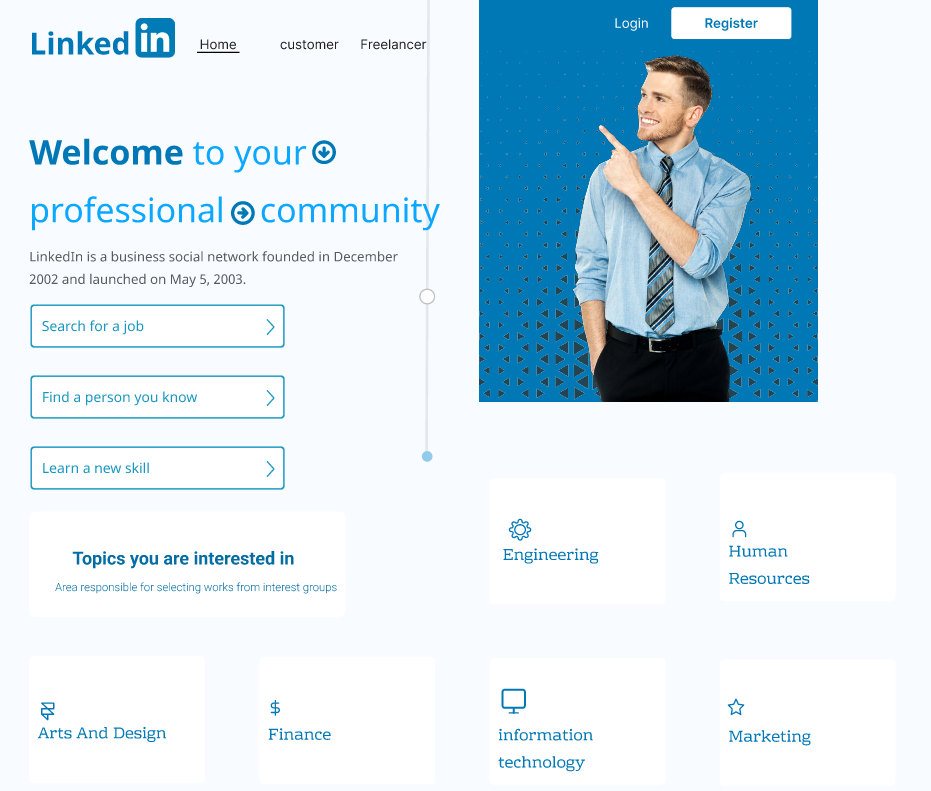 Linked in
Home customer Freelancer
Login Register
Welcome to your
professional community
LinkedIn is a business social network founded in December
2002 and launched on May 5, 2003.
Search for a job
Find a person you know
Learn a new skill
Topics you are interested in
Area responsible for selecting works from interest groups
Engineering
Human
Resources
Arts And Design
Finance
information
technology
Marketing